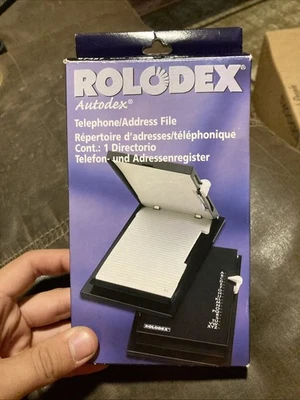 ROLODEX®
Autodex®
Telephone/Address File
Répertoire d'adresses/téléphonique
Cont.: 1 Directorio
Telefon- und Adressenregister
ROLODEX